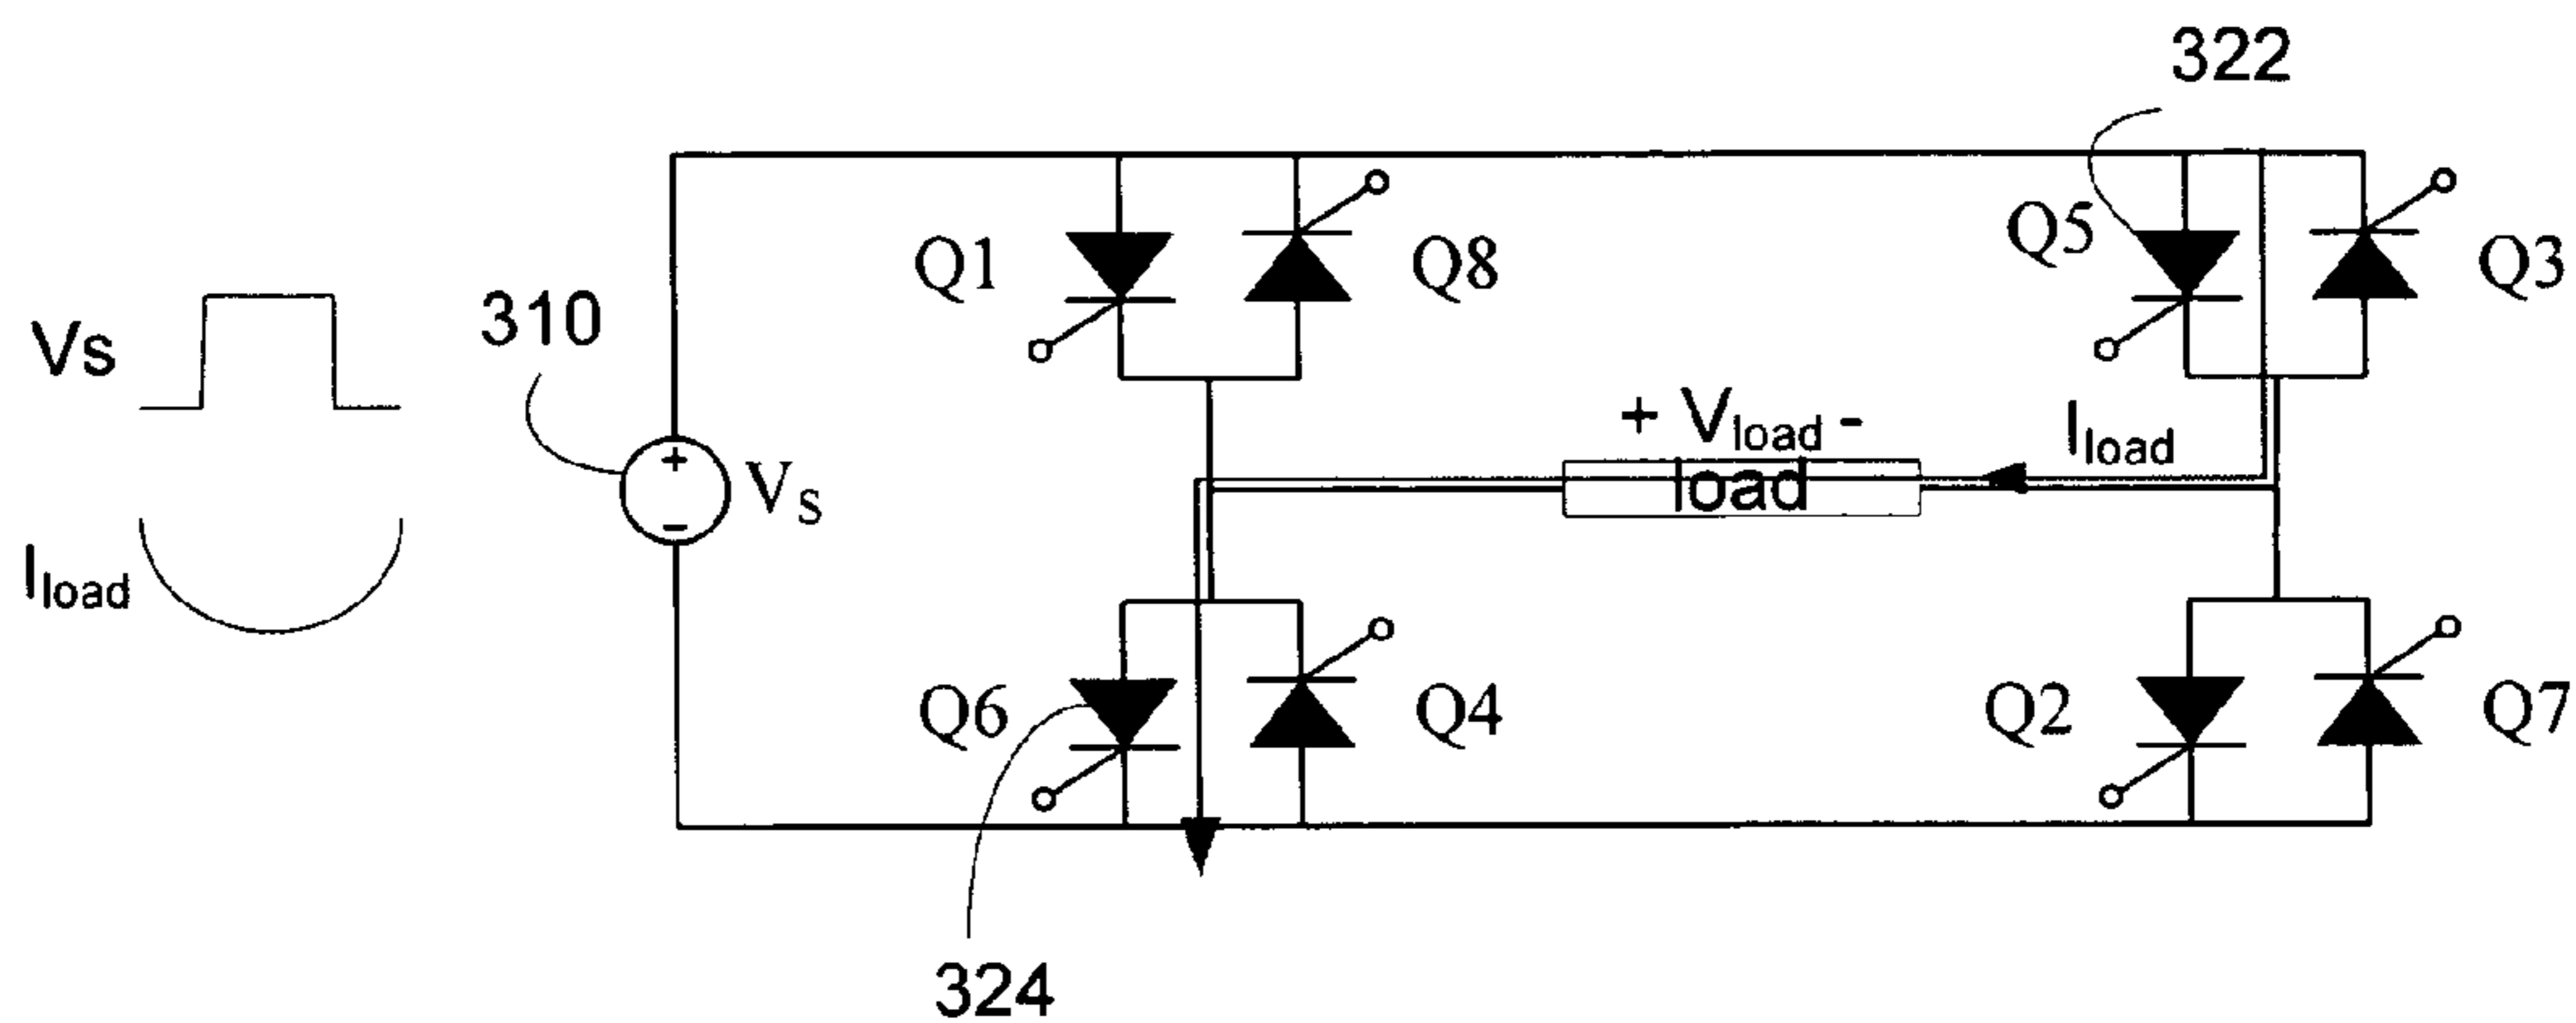 322
Q1
Q8
Q5
Q3
310
Vs
+
−
VS
+ Vload -
load
Iload
Iload
Q6
Q4
Q2
Q7
324